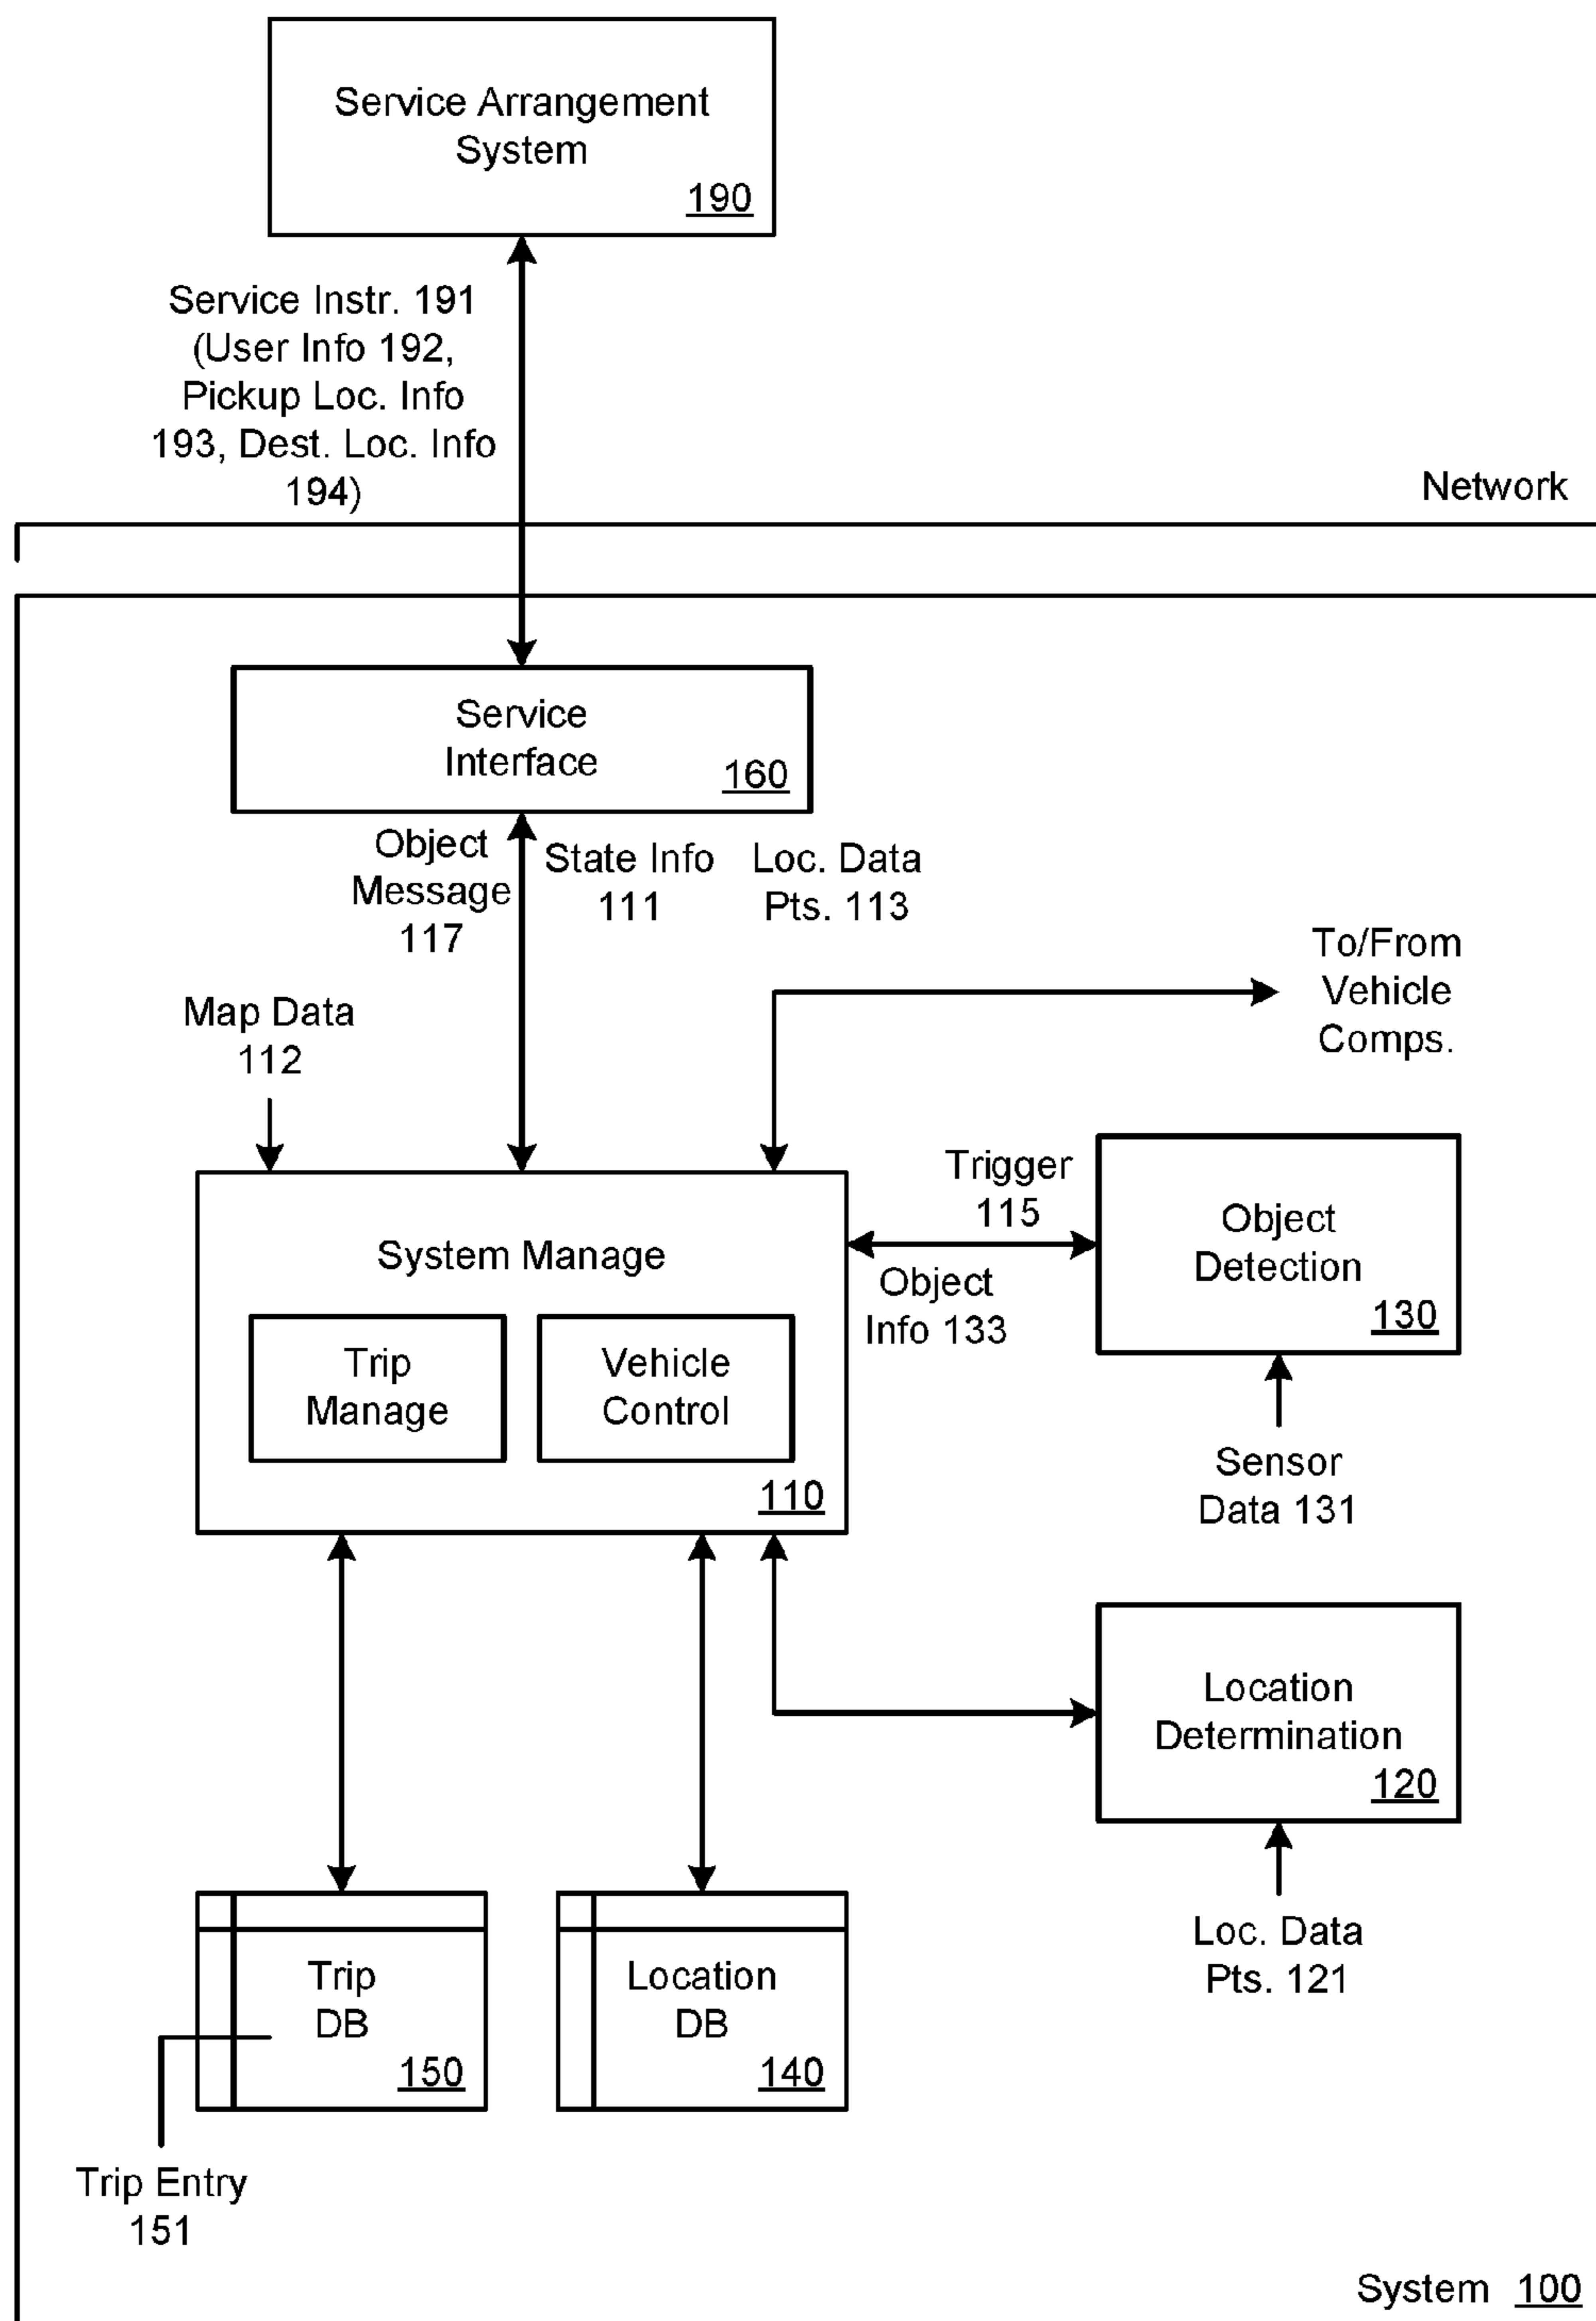 Service Arrangement
System
190
Service Instr. 191
(User Info 192,
Pickup Loc. Info
193, Dest. Loc. Info
194)
Network
Service
Interface
160
Object
Message
117
State Info
111
Loc. Data
Pts. 113
To/From
Vehicle
Comps.
Map Data
112
Trigger
115
Object
Info 133
Object
Detection
130
System Manage
Trip
Manage
Vehicle
Control
110
Sensor
Data 131
Location
Determination
120
Loc. Data
Pts. 121
Trip
DB
150
Location
DB
140
Trip Entry
151
System 100